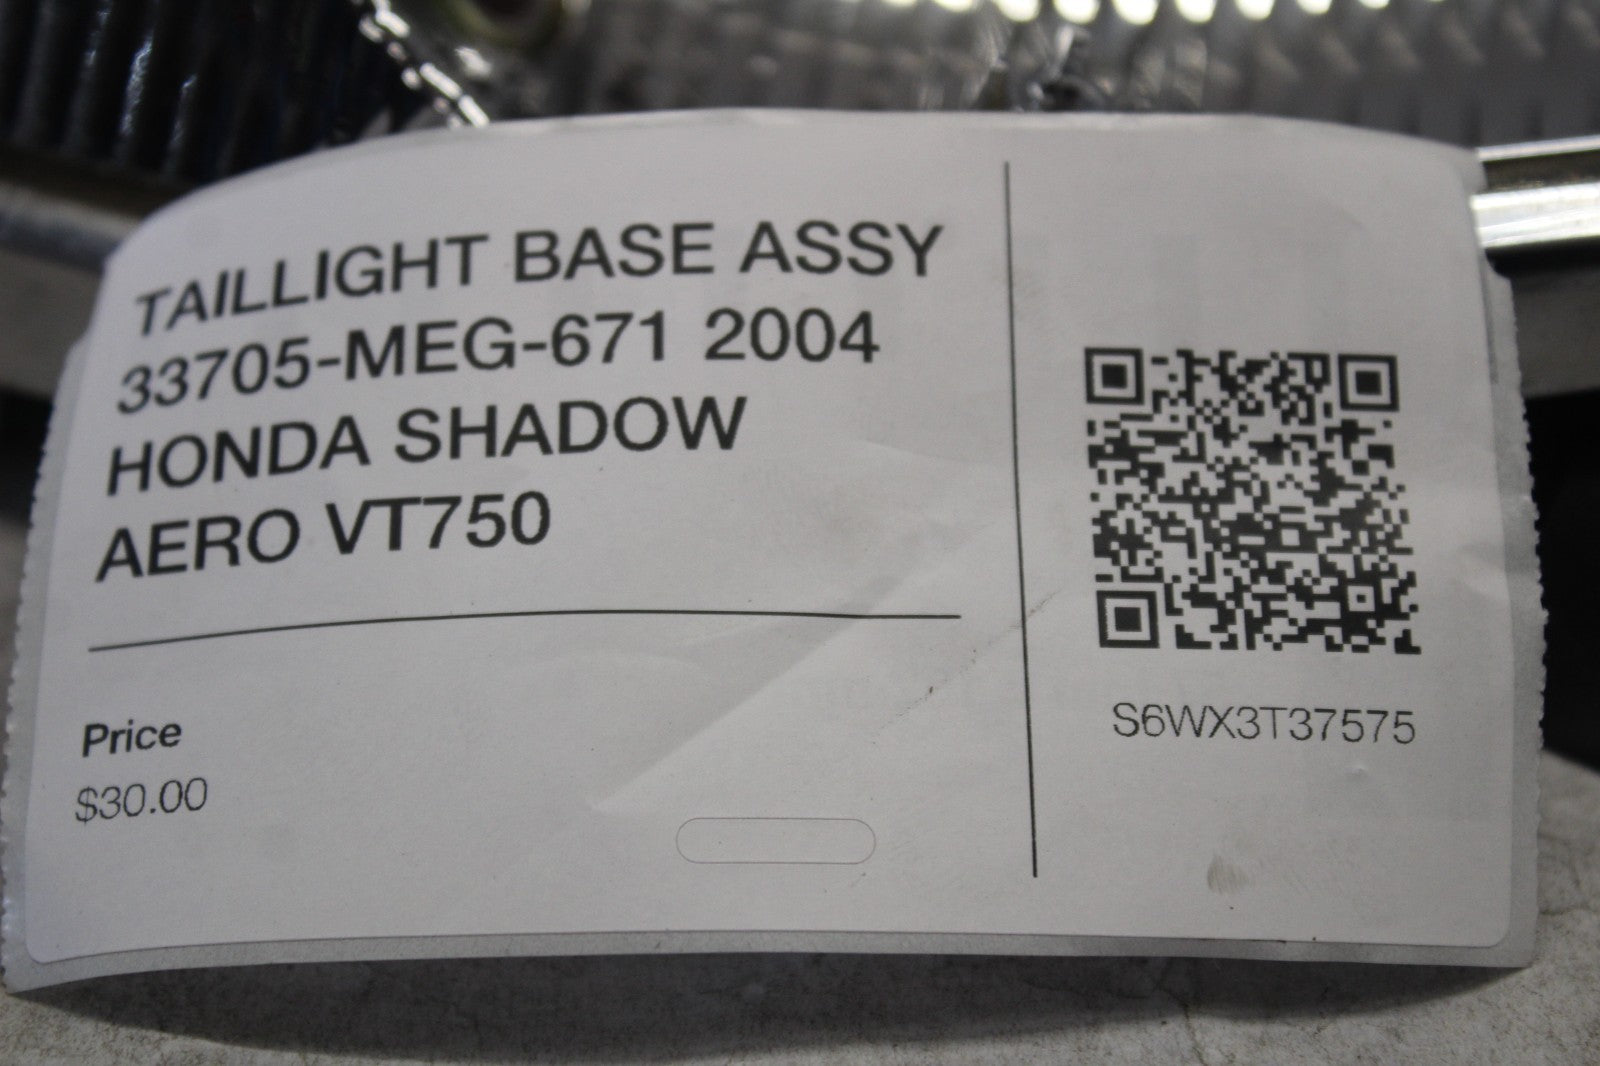 TAILLIGHT BASE ASSY
33705-MEG-671 2004
HONDA SHADOW
AERO VT750
Price
$30.00
S6WX3T37575